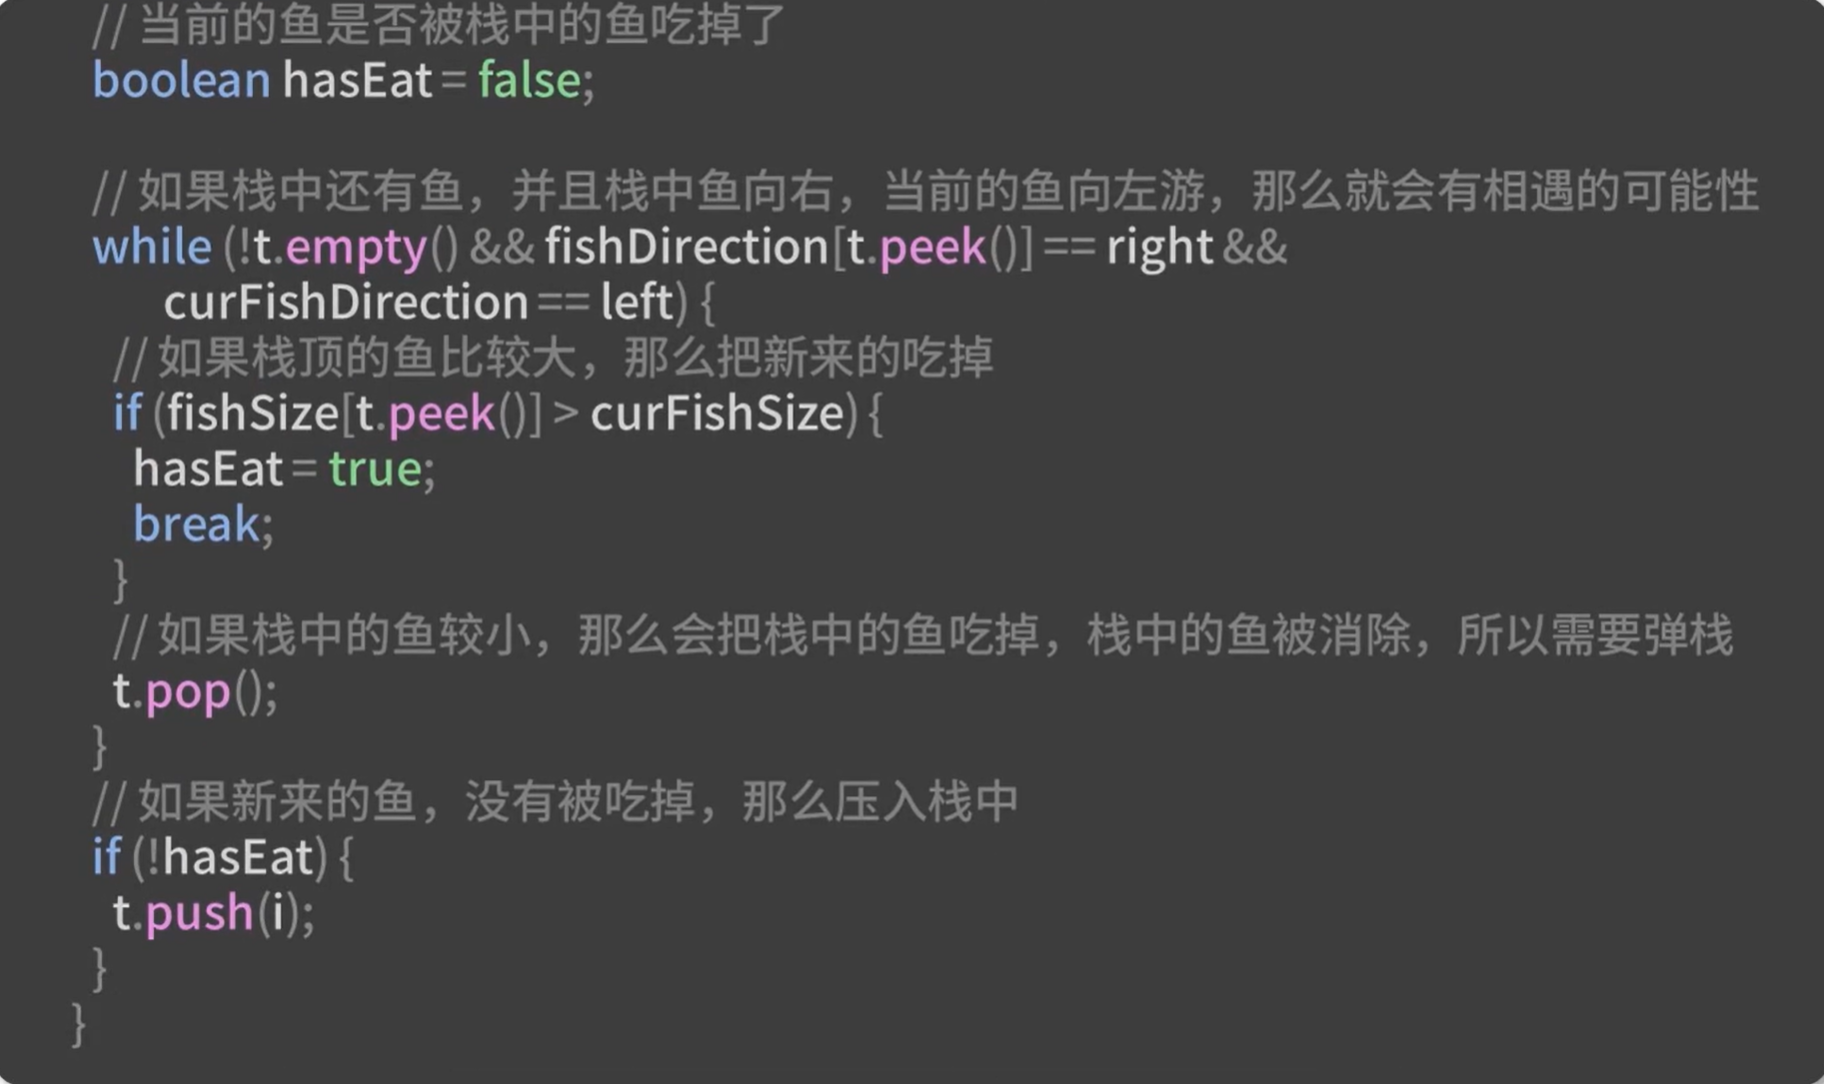 // 当前的鱼是否被栈中的鱼吃掉了
boolean hasEat = false;
// 如果栈中还有鱼，并且栈中鱼向右，当前的鱼向左游，那么就会有相遇的可能性
while (!t.empty() && fishDirection[t.peek()] == right &&
curFishDirection == left) {
// 如果栈顶的鱼比较大，那么把新来的吃掉
if (fishSize[t.peek()] > curFishSize) {
hasEat = true;
break;
}
// 如果栈中的鱼较小，那么会把栈中的鱼吃掉，栈中的鱼被消除，所以需要弹栈
t.pop();
}
// 如果新来的鱼，没有被吃掉，那么压入栈中
if (!hasEat) {
t.push(i);
}
}